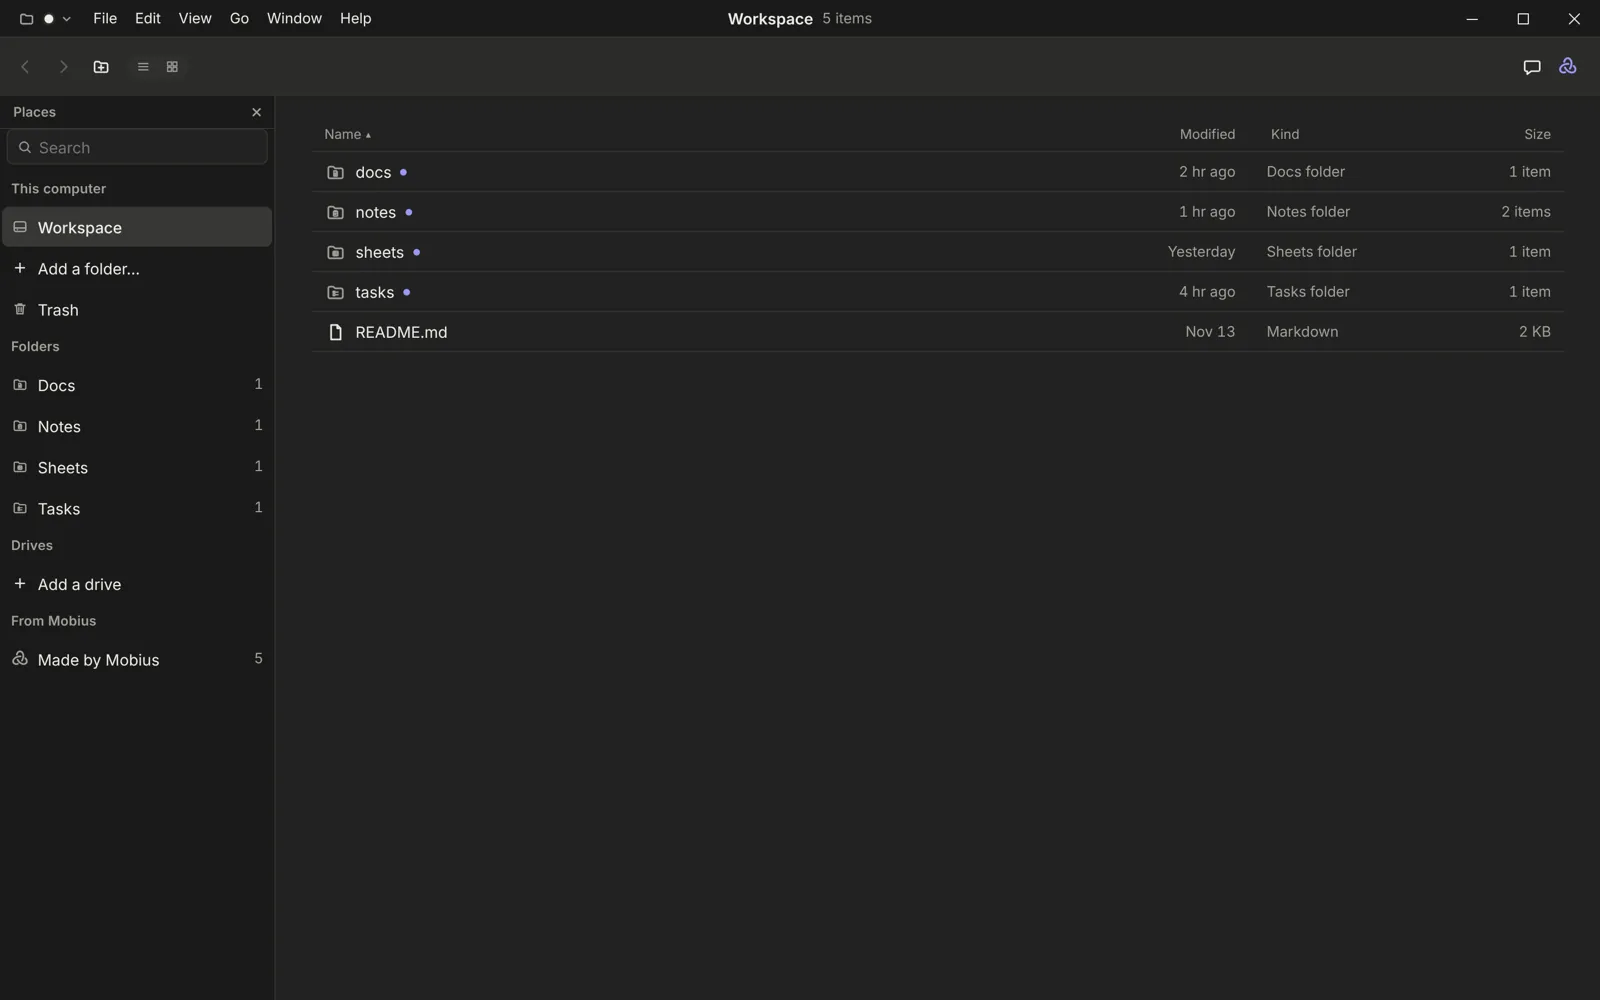 File Edit View Go Window Help
Workspace 5 items
Places
Search
This computer
Workspace
Add a folder...
Trash
Folders
Docs 1
Notes 1
Sheets 1
Tasks 1
Drives
Add a drive
From Mobius
Made by Mobius 5
Name Modified Kind Size
docs 2 hr ago Docs folder 1 item
notes 1 hr ago Notes folder 2 items
sheets Yesterday Sheets folder 1 item
tasks 4 hr ago Tasks folder 1 item
README.md Nov 13 Markdown 2 KB